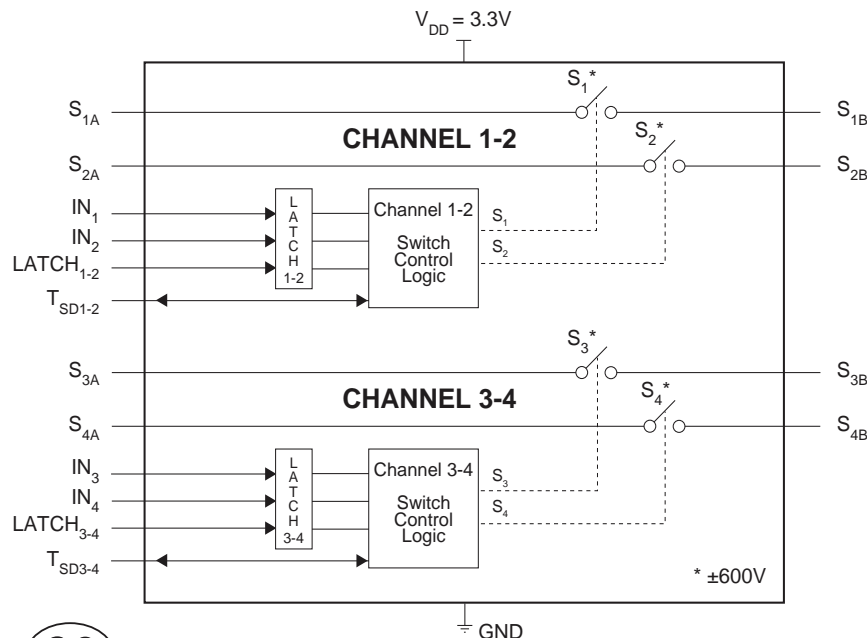 V_DD = 3.3V
S_1*
S_1A
S_1B
CHANNEL 1-2
S_2*
S_2A
S_2B
IN_1
IN_2
LATCH_1-2
T_SD1-2
LATCH
1-2
Channel 1-2
Switch
Control
Logic
S_1
S_2
S_3*
S_3A
S_3B
CHANNEL 3-4
S_4*
S_4A
S_4B
IN_3
IN_4
LATCH_3-4
T_SD3-4
LATCH
3-4
Channel 3-4
Switch
Control
Logic
S_3
S_4
* ±600V
GND